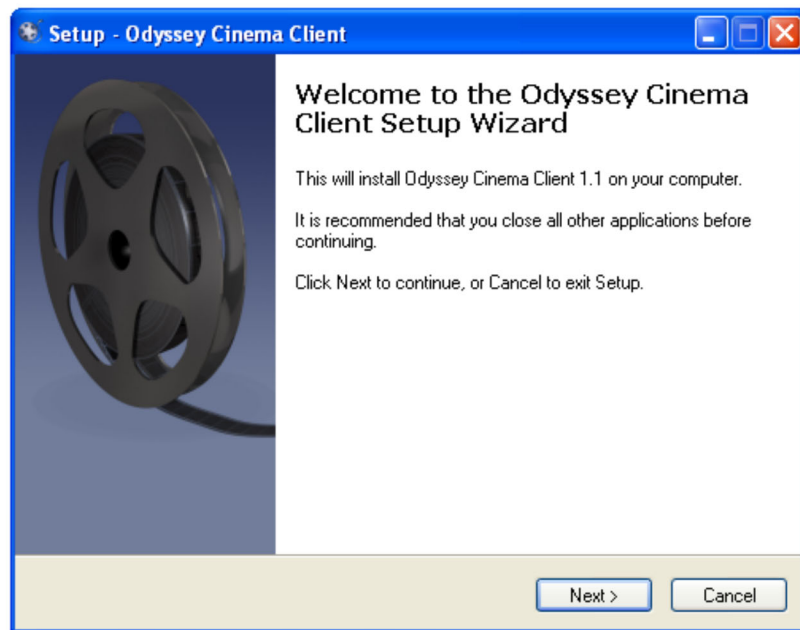 Setup - Odyssey Cinema Client
Welcome to the Odyssey Cinema
Client Setup Wizard
This will install Odyssey Cinema Client 1.1 on your computer.
It is recommended that you close all other applications before
continuing.
Click Next to continue, or Cancel to exit Setup.
Next >
Cancel